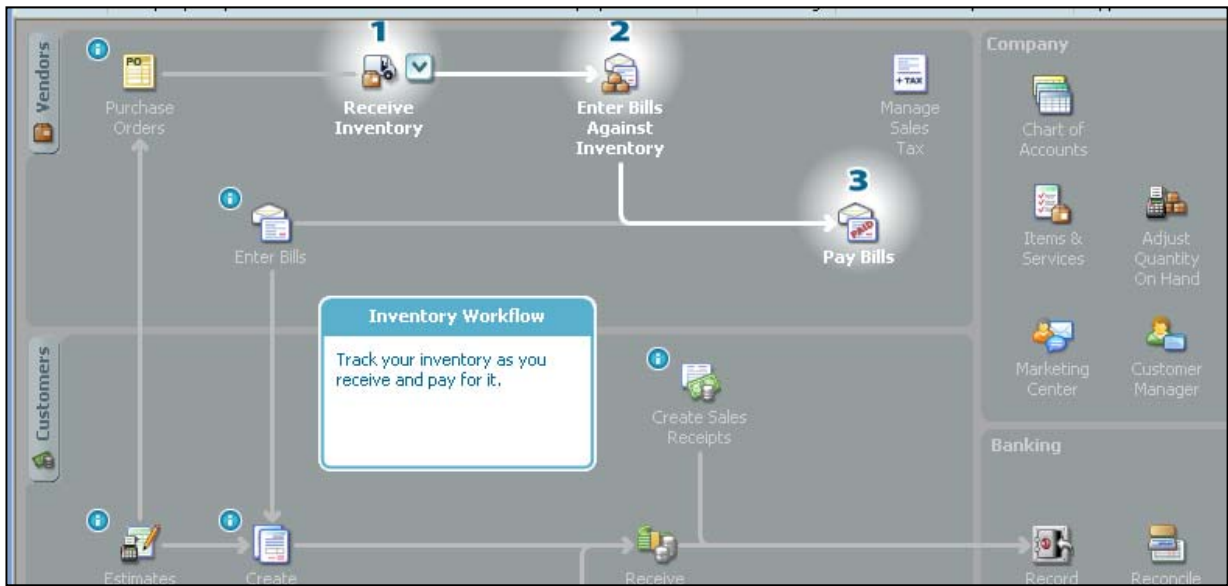 1
2
Vendors
PO
Purchase
Orders
Receive
Inventory
Enter Bills
Against
Inventory
+ TAX
Manage
Sales
Tax
3
PAID
Pay Bills
Enter Bills
Inventory Workflow
Track your inventory as you
receive and pay for it.
Company
Chart of
Accounts
Items &
Services
Adjust
Quantity
On Hand
Marketing
Center
Customer
Manager
Customers
Create Sales
Receipts
Estimates
Create
Receive
Banking
Record
Reconcile